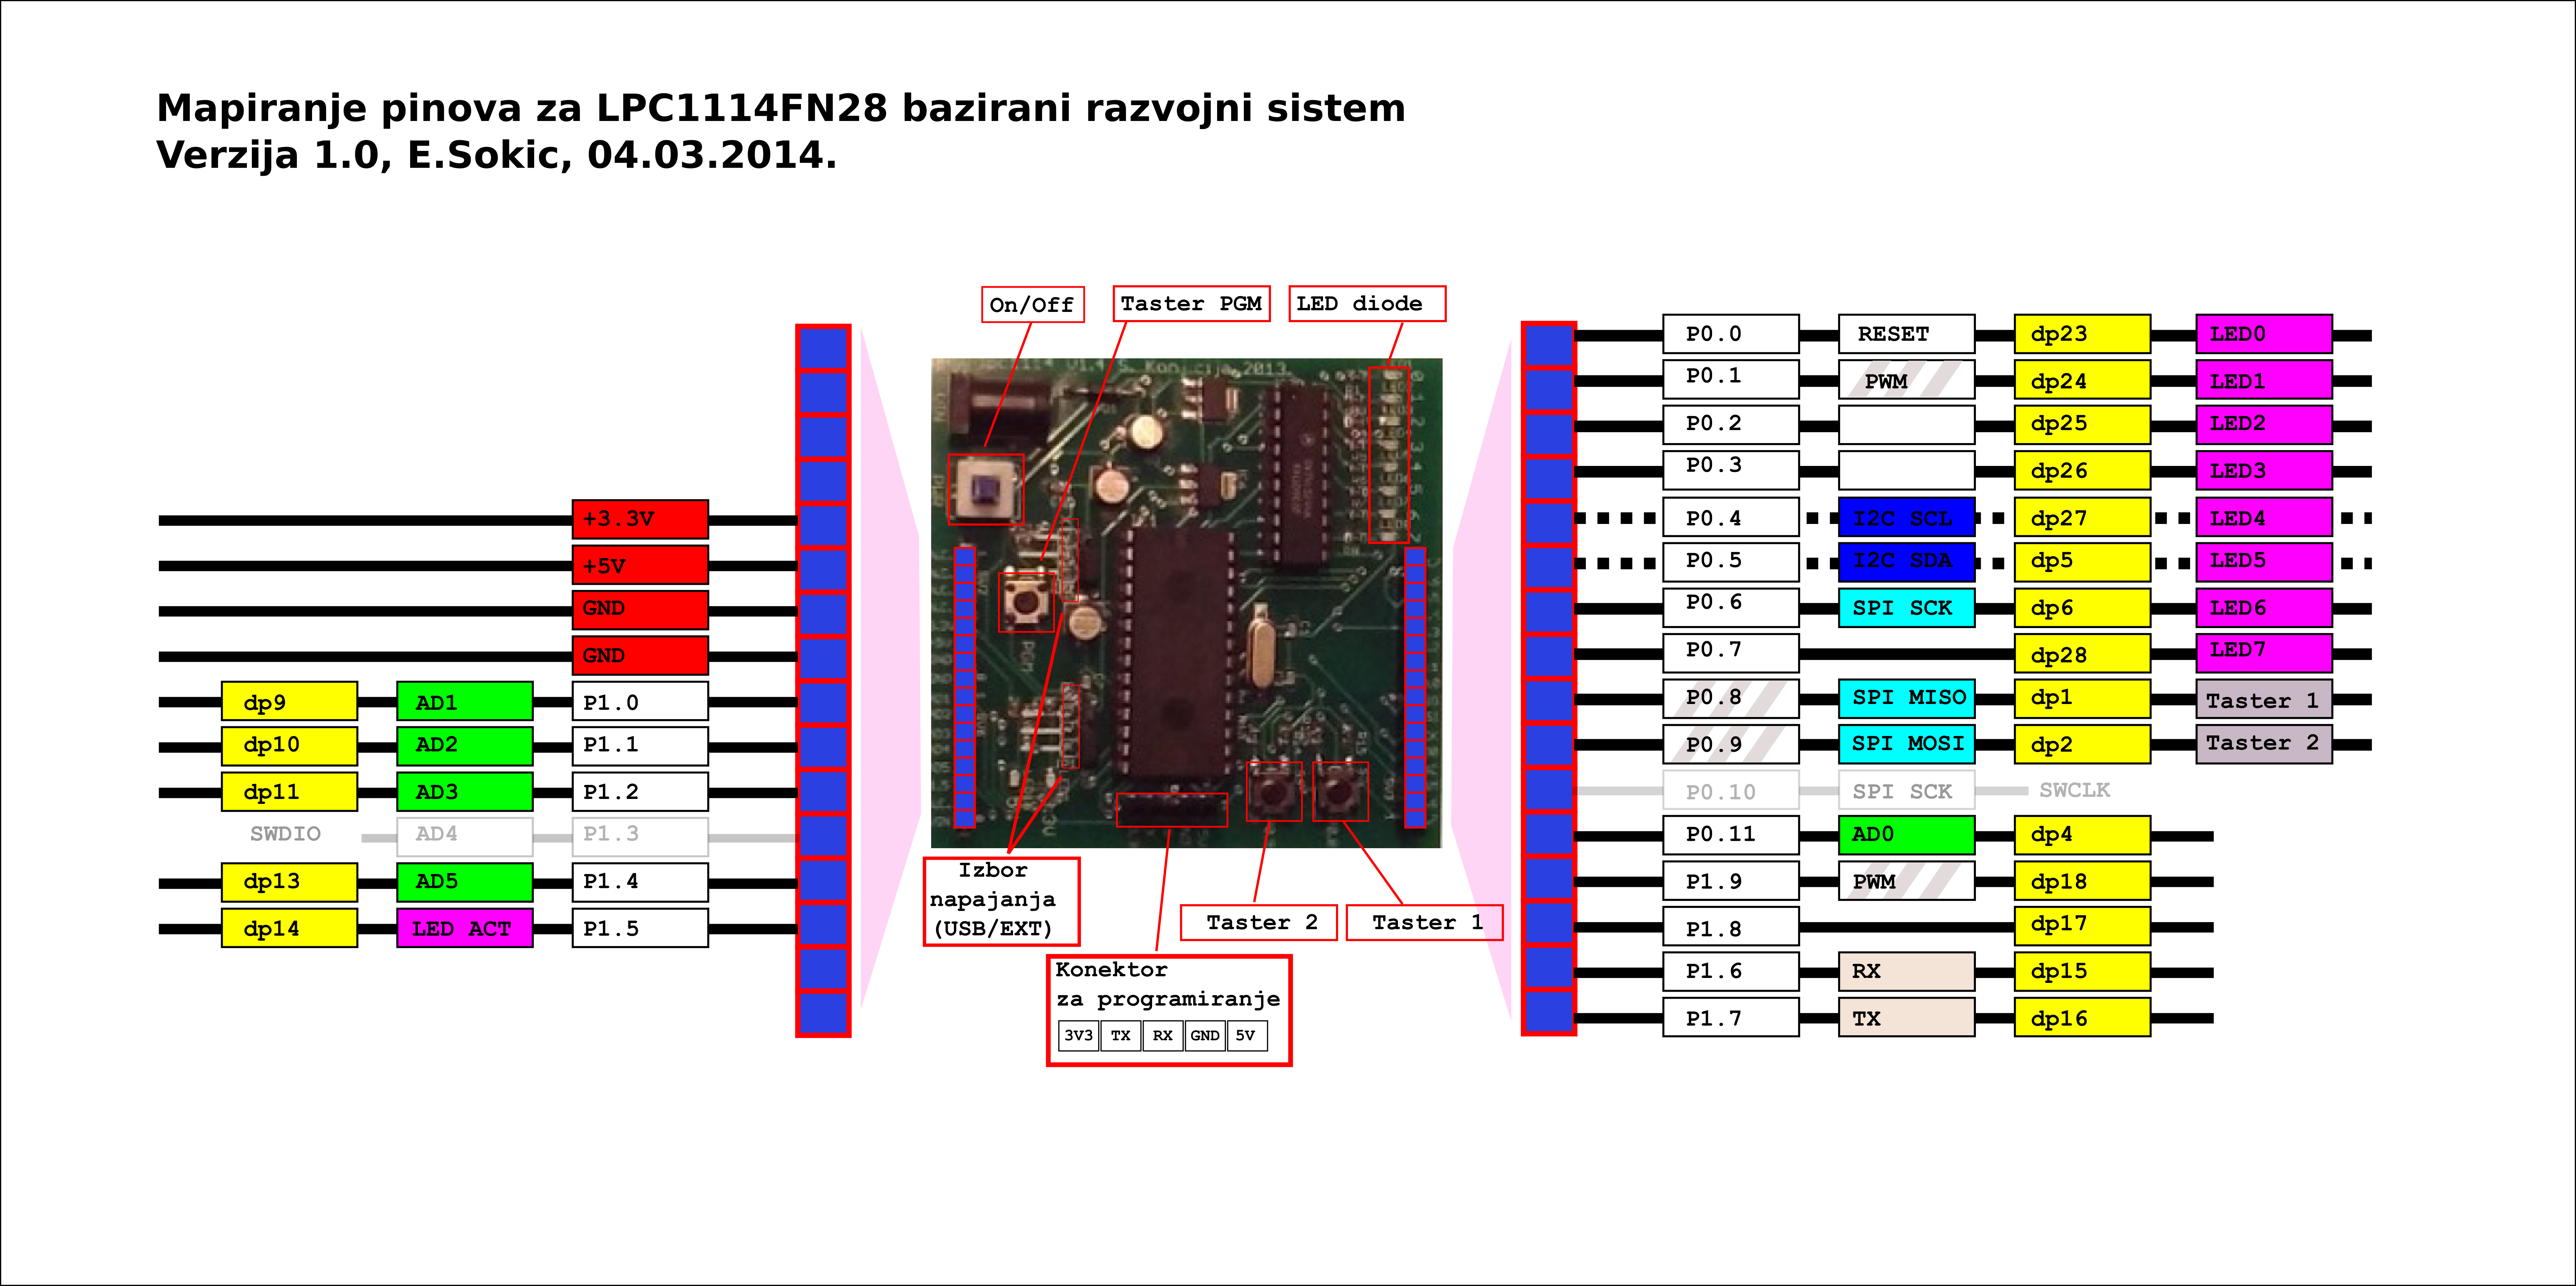 Mapiranje pinova za LPC1114FN28 bazirani razvojni sistem
Verzija 1.0, E.Sokic, 04.03.2014.
On/Off
Taster PGM
LED diode
+3.3V
+5V
GND
GND
dp9 AD1 P1.0
dp10 AD2 P1.1
dp11 AD3 P1.2
SWDIO AD4 P1.3
dp13 AD5 P1.4
dp14 LED ACT P1.5
Izbor
napajanja
(USB/EXT)
Taster 2
Taster 1
Konektor
za programiranje
3V3 TX RX GND 5V
P0.0 RESET dp23 LED0
P0.1 PWM dp24 LED1
P0.2 dp25 LED2
P0.3 dp26 LED3
P0.4 I2C SCL dp27 LED4
P0.5 I2C SDA dp5 LED5
P0.6 SPI SCK dp6 LED6
P0.7 dp28 LED7
P0.8 SPI MISO dp1 Taster 1
P0.9 SPI MOSI dp2 Taster 2
P0.10 SPI SCK SWCLK
P0.11 AD0 dp4
P1.9 PWM dp18
P1.8 dp17
P1.6 RX dp15
P1.7 TX dp16